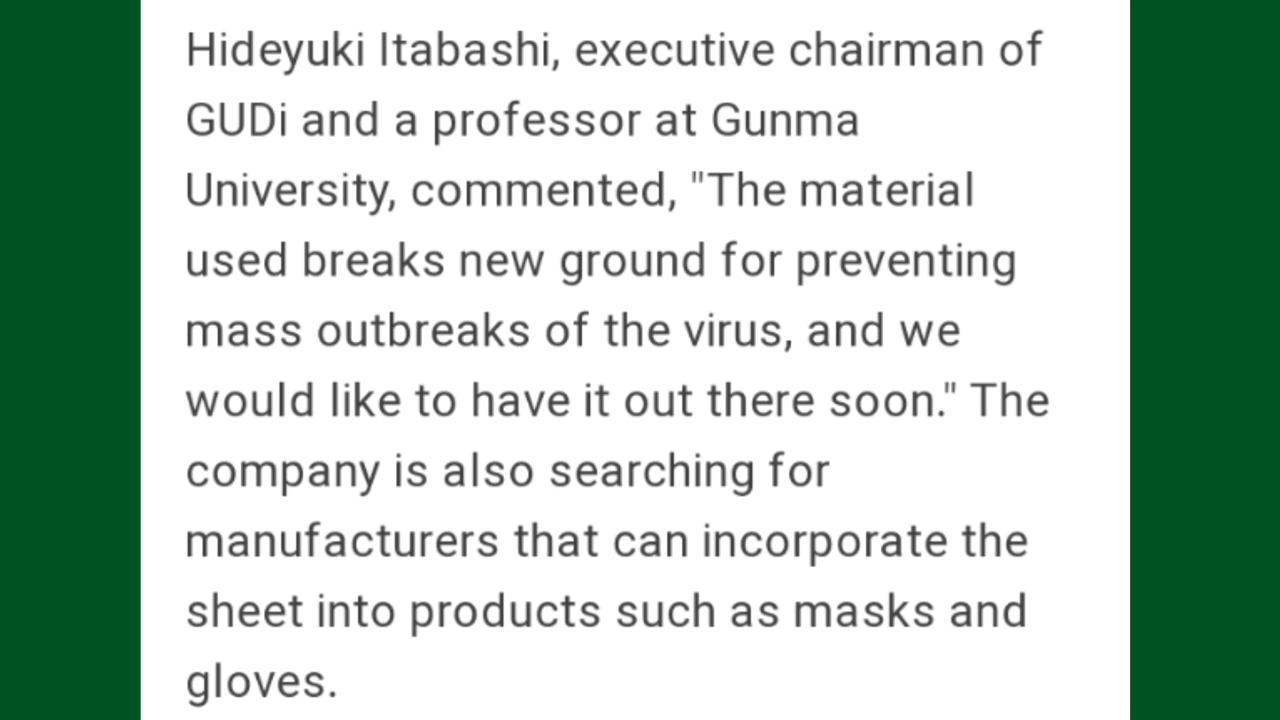 Hideyuki Itabashi, executive chairman of
GUDi and a professor at Gunma
University, commented, "The material
used breaks new ground for preventing
mass outbreaks of the virus, and we
would like to have it out there soon." The
company is also searching for
manufacturers that can incorporate the
sheet into products such as masks and
gloves.